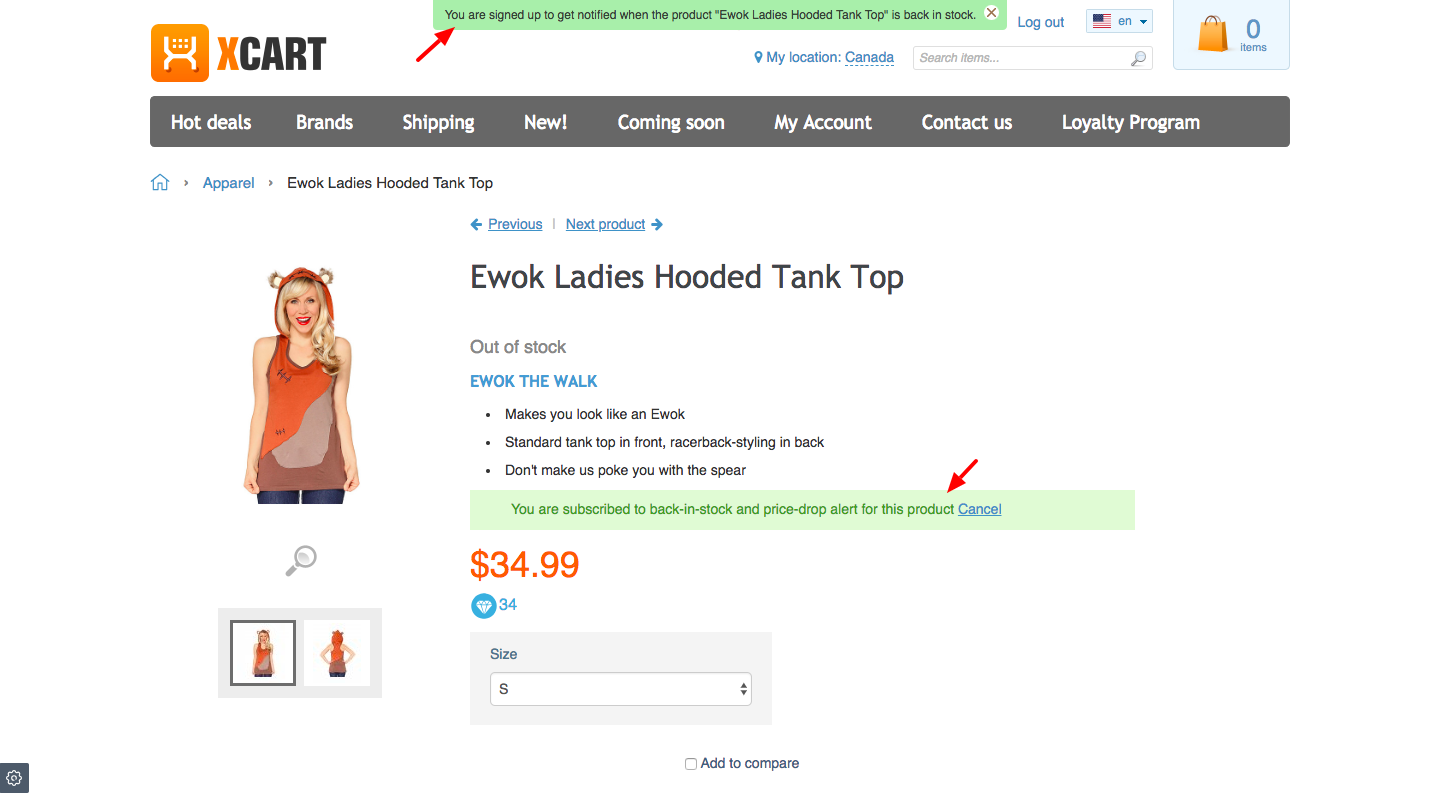 You are signed up to get notified when the product "Ewok Ladies Hooded Tank Top" is back in stock.
Log out
en
0
items
XCART
My location: Canada
Search items...
Hot deals Brands Shipping New! Coming soon My Account Contact us Loyalty Program
› Apparel › Ewok Ladies Hooded Tank Top
Previous | Next product
Ewok Ladies Hooded Tank Top
Out of stock
EWOK THE WALK
• Makes you look like an Ewok
• Standard tank top in front, racerback-styling in back
• Don't make us poke you with the spear
You are subscribed to back-in-stock and price-drop alert for this product Cancel
$34.99
34
Size
S
Add to compare